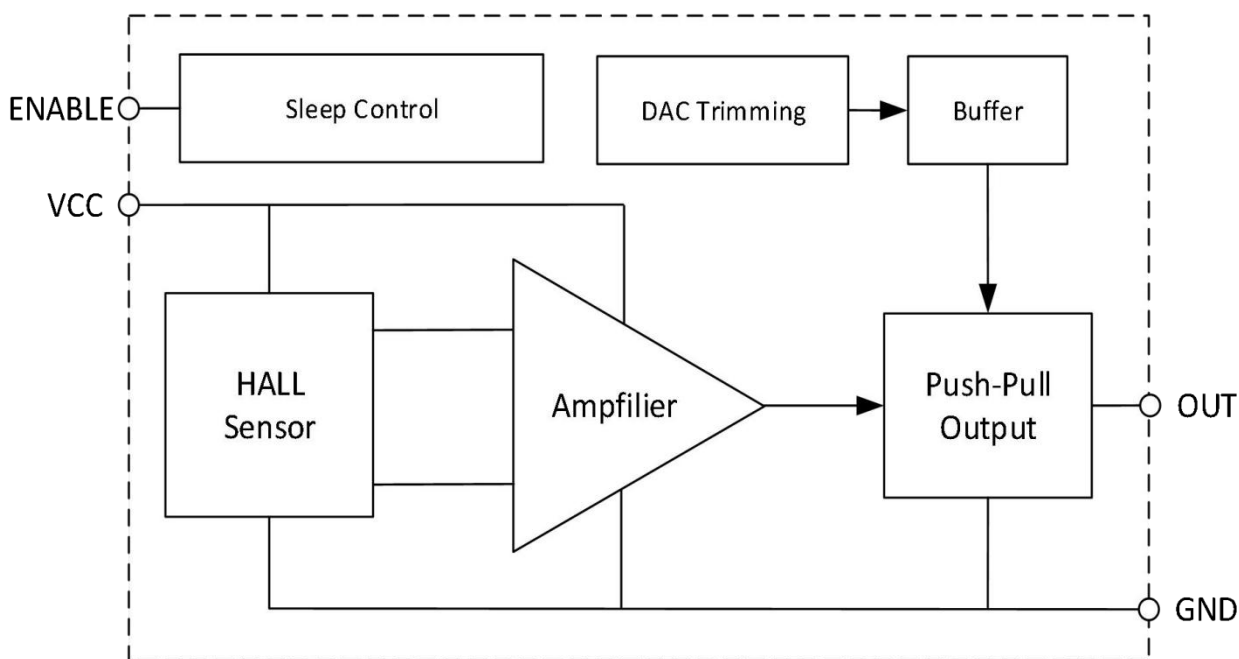 ENABLE
Sleep Control
DAC Trimming
Buffer
VCC
HALL
Sensor
Ampfilier
Push-Pull
Output
OUT
GND